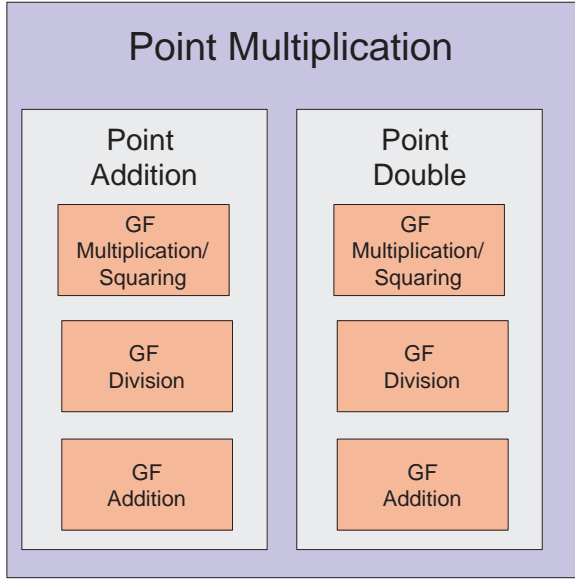 Point Multiplication
Point
Addition
GF
Multiplication/
Squaring
GF
Division
GF
Addition
Point
Double
GF
Multiplication/
Squaring
GF
Division
GF
Addition